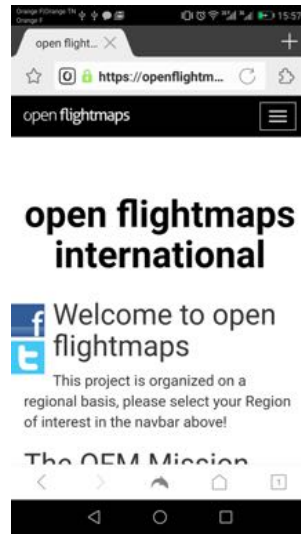 Orange F/Orange TN
Orange F
15:57
open flight...
https://openflightm...
open flightmaps
open flightmaps
international
Welcome to open
flightmaps
This project is organized on a
regional basis, please select your Region
of interest in the navbar above!
The OFM Mission
1